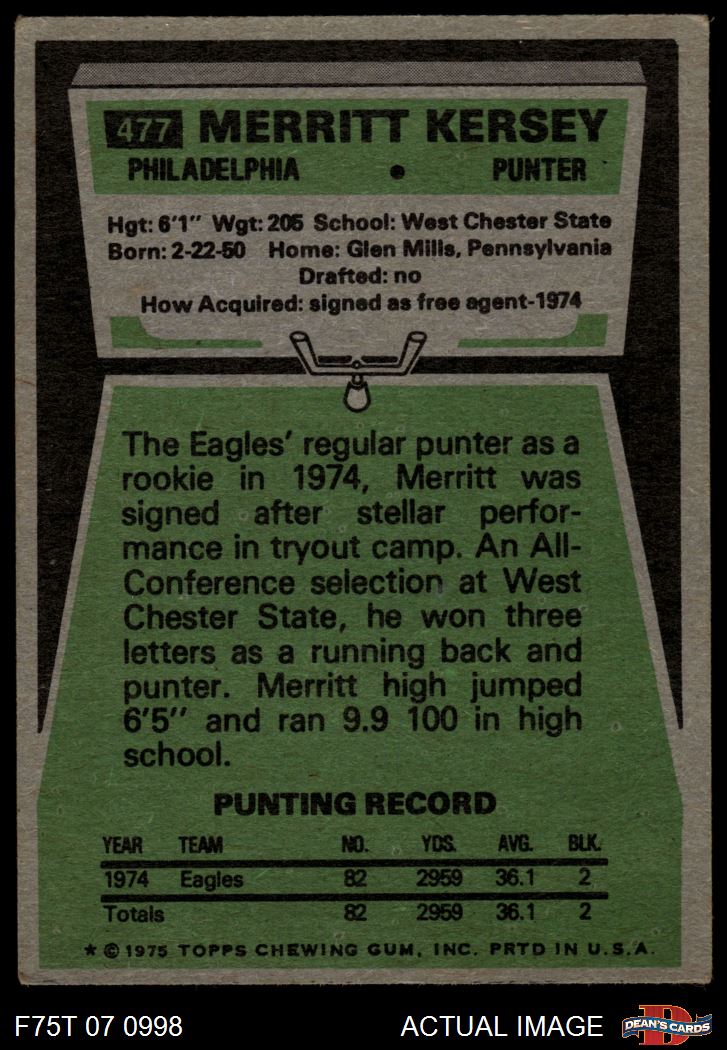 477 MERRITT KERSEY
PHILADELPHIA • PUNTER
Hgt: 6'1" Wgt: 205 School: West Chester State
Born: 2-22-50 Home: Glen Mills, Pennsylvania
Drafted: no
How Acquired: signed as free agent-1974
The Eagles' regular punter as a
rookie in 1974, Merritt was
signed after stellar perfor-
mance in tryout camp. An All-
Conference selection at West
Chester State, he won three
letters as a running back and
punter. Merritt high jumped
6'5" and ran 9.9 100 in high
school.
PUNTING RECORD
YEAR TEAM NO. YDS. AVG. BLK.
1974 Eagles 82 2959 36.1 2
Totals 82 2959 36.1 2
* © 1975 TOPPS CHEWING GUM, INC. PRTD IN U.S.A.
F75T 07 0998 ACTUAL IMAGE D DEAN'S CARDS